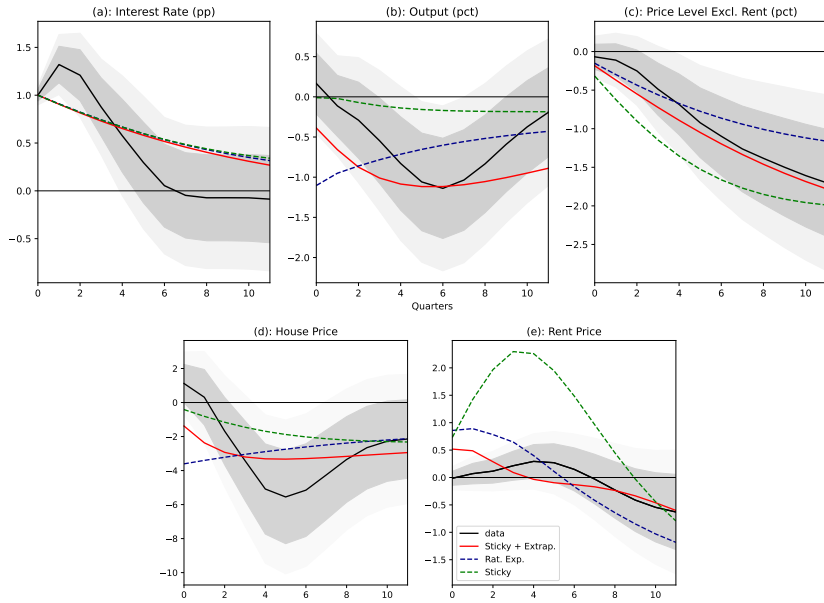 (a): Interest Rate (pp)
1.5
1.0
0.5
0.0
−0.5
0 2 4 6 8 10
(b): Output (pct)
0.5
0.0
−0.5
−1.0
−1.5
−2.0
0 2 4 6 8 10
Quarters
(c): Price Level Excl. Rent (pct)
0.0
−0.5
−1.0
−1.5
−2.0
−2.5
0 2 4 6 8 10
(d): House Price
2
0
−2
−4
−6
−8
−10
0 2 4 6 8 10
(e): Rent Price
2.0
1.5
1.0
0.5
0.0
−0.5
−1.0
−1.5
data
Sticky + Extrap.
Rat. Exp.
Sticky
0 2 4 6 8 10